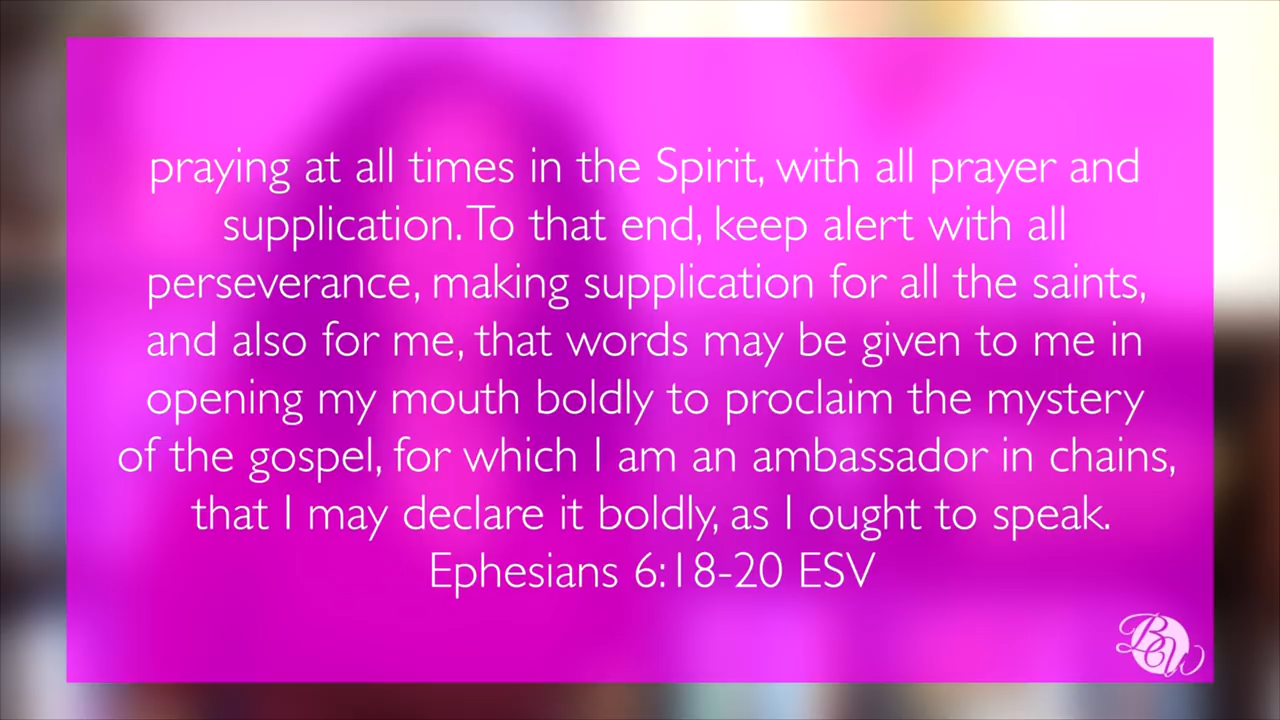 praying at all times in the Spirit, with all prayer and
supplication. To that end, keep alert with all
perseverance, making supplication for all the saints,
and also for me, that words may be given to me in
opening my mouth boldly to proclaim the mystery
of the gospel, for which I am an ambassador in chains,
that I may declare it boldly, as I ought to speak.
Ephesians 6:18-20 ESV
BW